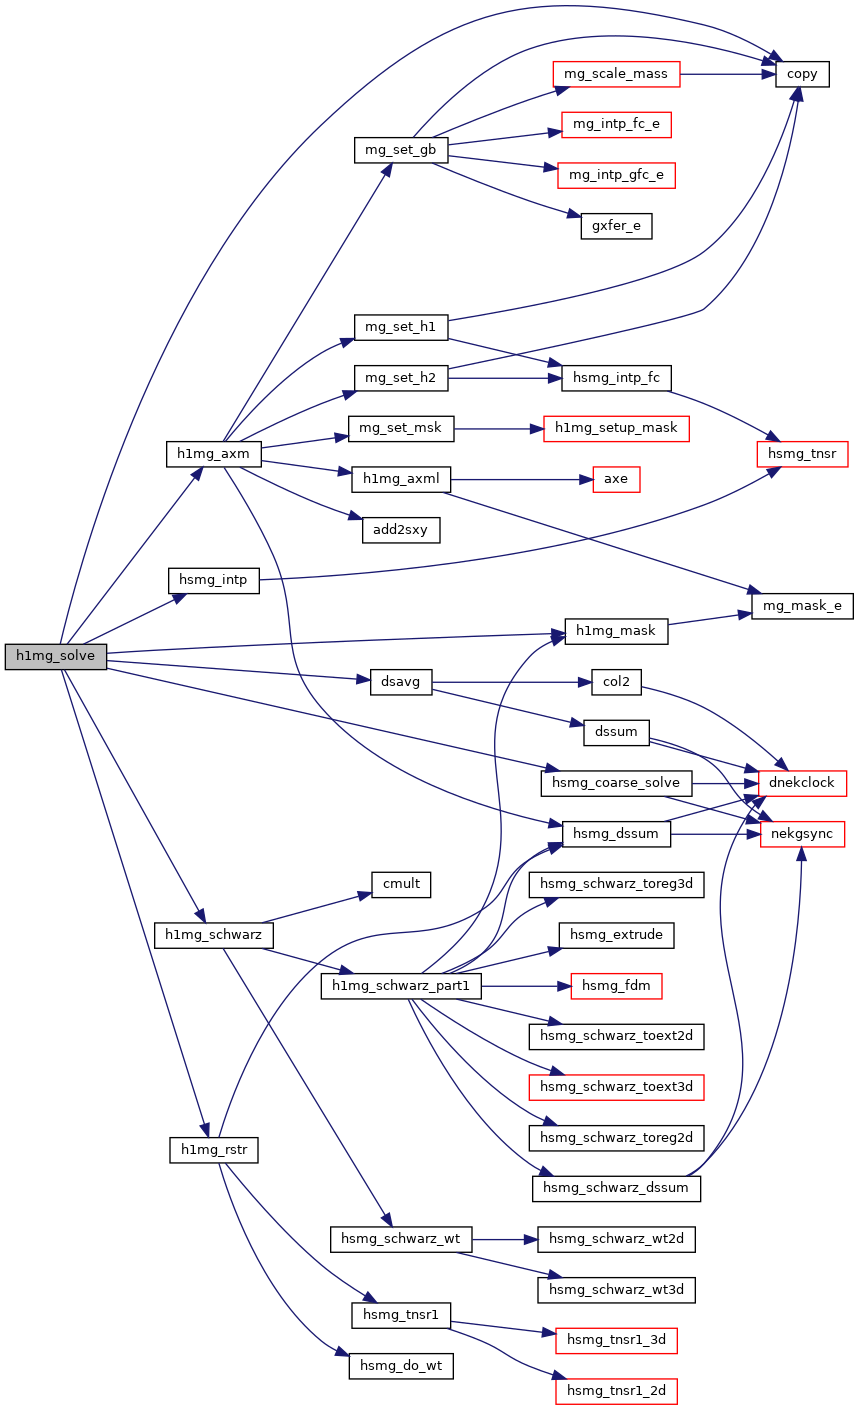 copy
mg_scale_mass
mg_intp_fc_e
mg_set_gb
mg_intp_gfc_e
gxfer_e
mg_set_h1
mg_set_h2
hsmg_intp_fc
mg_set_msk
h1mg_setup_mask
h1mg_axm
hsmg_tnsr
h1mg_axml
axe
add2sxy
hsmg_intp
mg_mask_e
h1mg_mask
h1mg_solve
dsavg
col2
dssum
hsmg_coarse_solve
dnekclock
hsmg_dssum
nekgsync
cmult
hsmg_schwarz_toreg3d
h1mg_schwarz
hsmg_extrude
h1mg_schwarz_part1
hsmg_fdm
hsmg_schwarz_toext2d
hsmg_schwarz_toext3d
hsmg_schwarz_toreg2d
h1mg_rstr
hsmg_schwarz_dssum
hsmg_schwarz_wt
hsmg_schwarz_wt2d
hsmg_schwarz_wt3d
hsmg_tnsr1
hsmg_tnsr1_3d
hsmg_do_wt
hsmg_tnsr1_2d